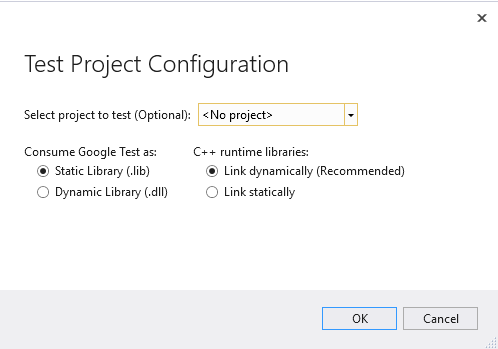 Test Project Configuration
Select project to test (Optional): <No project>
Consume Google Test as: C++ runtime libraries:
Static Library (.lib) Link dynamically (Recommended)
Dynamic Library (.dll) Link statically
OK Cancel